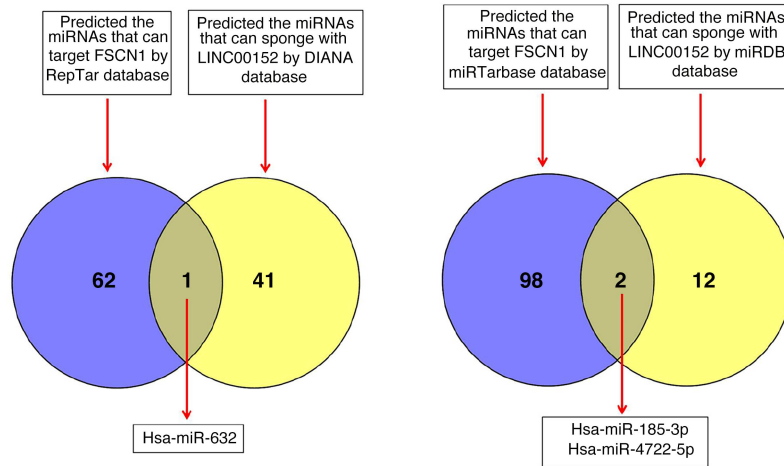 Predicted the
miRNAs that can
target FSCN1 by
RepTar database
Predicted the miRNAs
that can sponge with
LINC00152 by DIANA
database
62
1
41
Hsa-miR-632
Predicted the
miRNAs that can
target FSCN1 by
miRTarbase database
Predicted the miRNAs
that can sponge with
LINC00152 by miRDB
database
98
2
12
Hsa-miR-185-3p
Hsa-miR-4722-5p